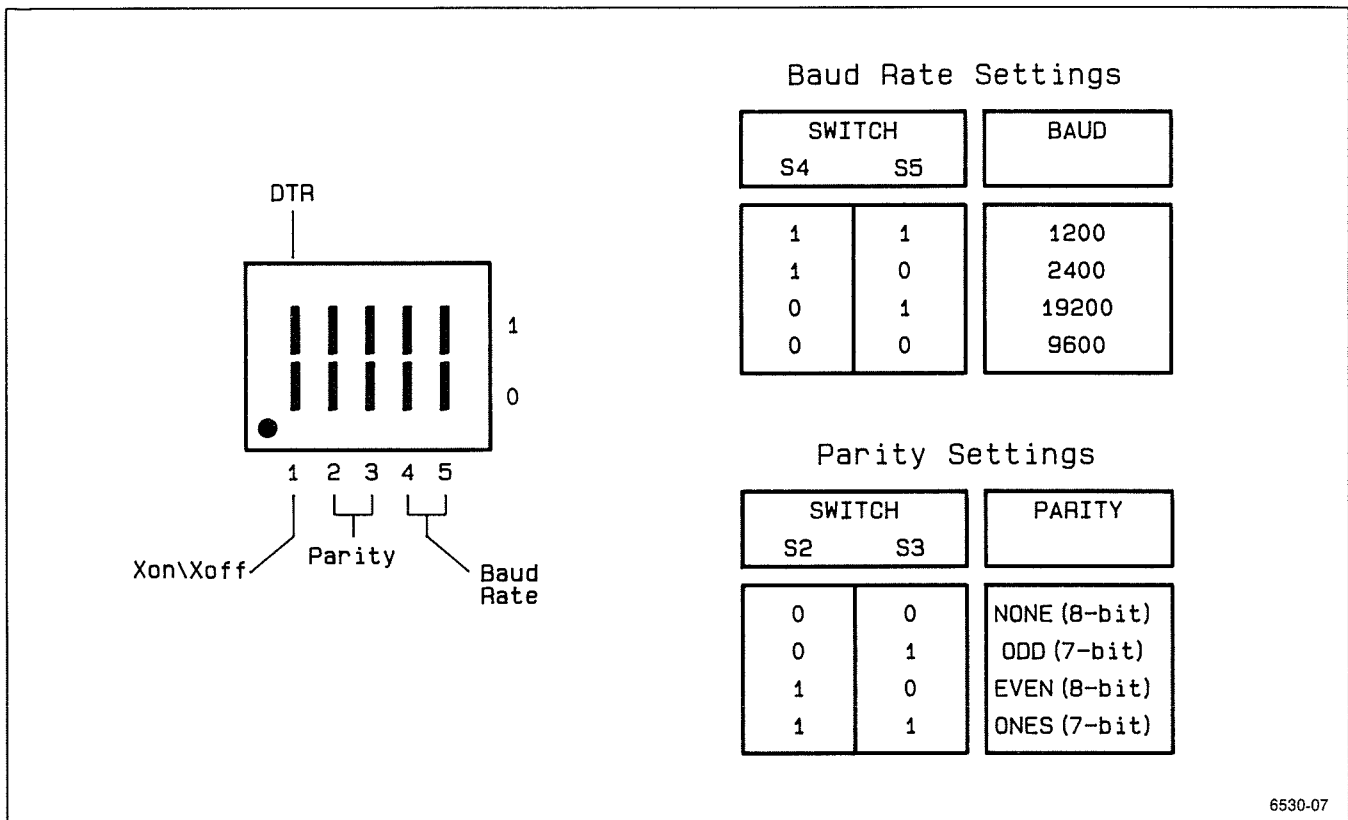 DTR
1
0
1 2 3 4 5
Xon\Xoff
Parity
Baud
Rate
Baud Rate Settings
SWITCH BAUD
S4 S5
1 1 1200
1 0 2400
0 1 19200
0 0 9600
Parity Settings
SWITCH PARITY
S2 S3
0 0 NONE (8-bit)
0 1 ODD (7-bit)
1 0 EVEN (8-bit)
1 1 ONES (7-bit)
6530-07